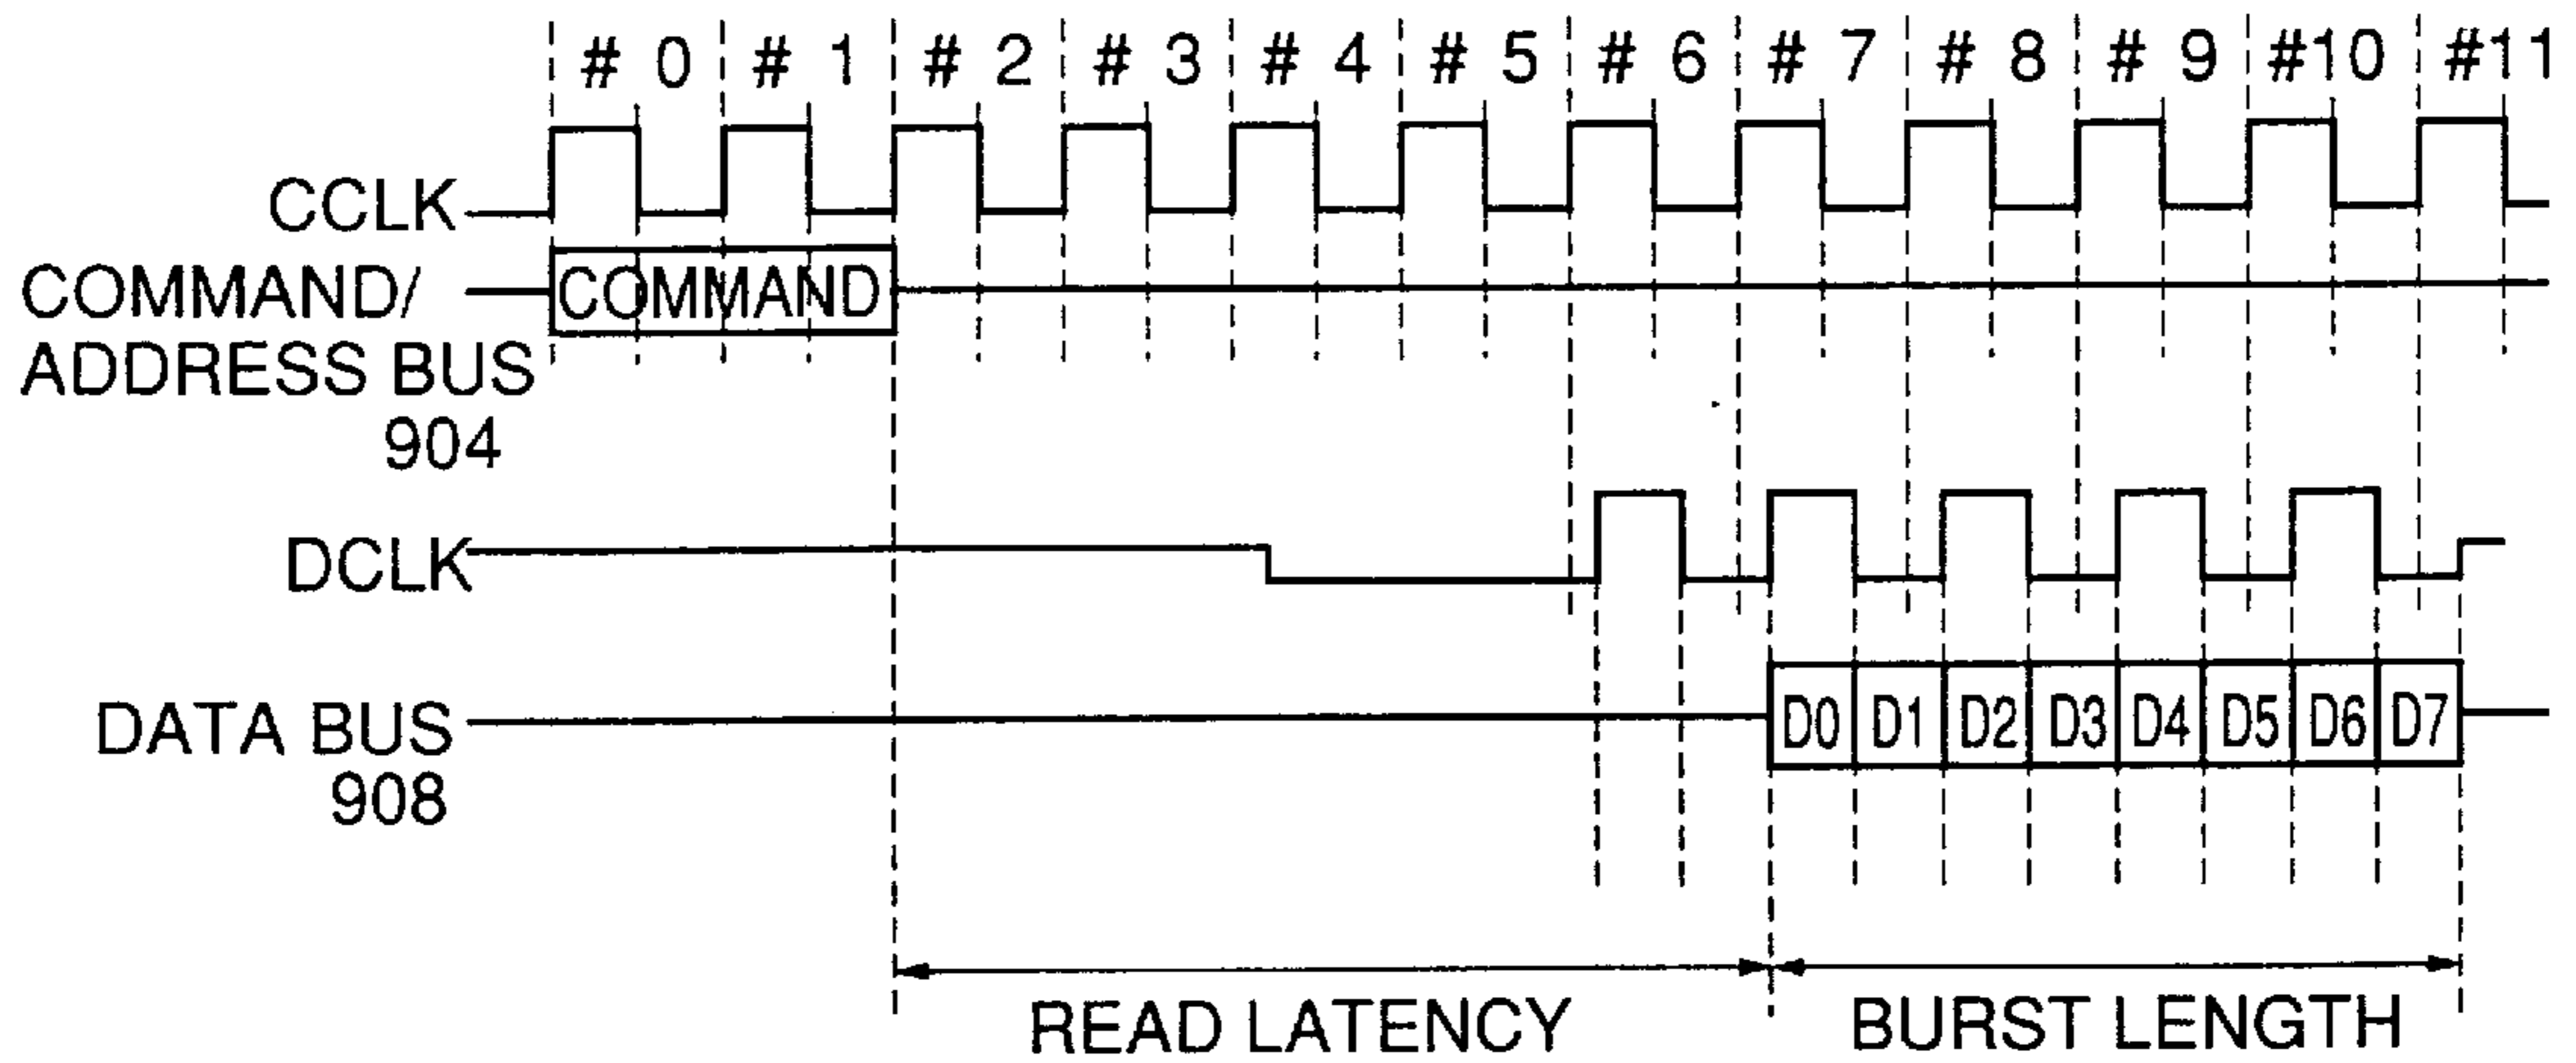 # 0 # 1 # 2 # 3 # 4 # 5 # 6 # 7 # 8 # 9 #10 #11
CCLK
COMMAND/
ADDRESS BUS
904
COMMAND
DCLK
DATA BUS
908
D0 D1 D2 D3 D4 D5 D6 D7
READ LATENCY
BURST LENGTH